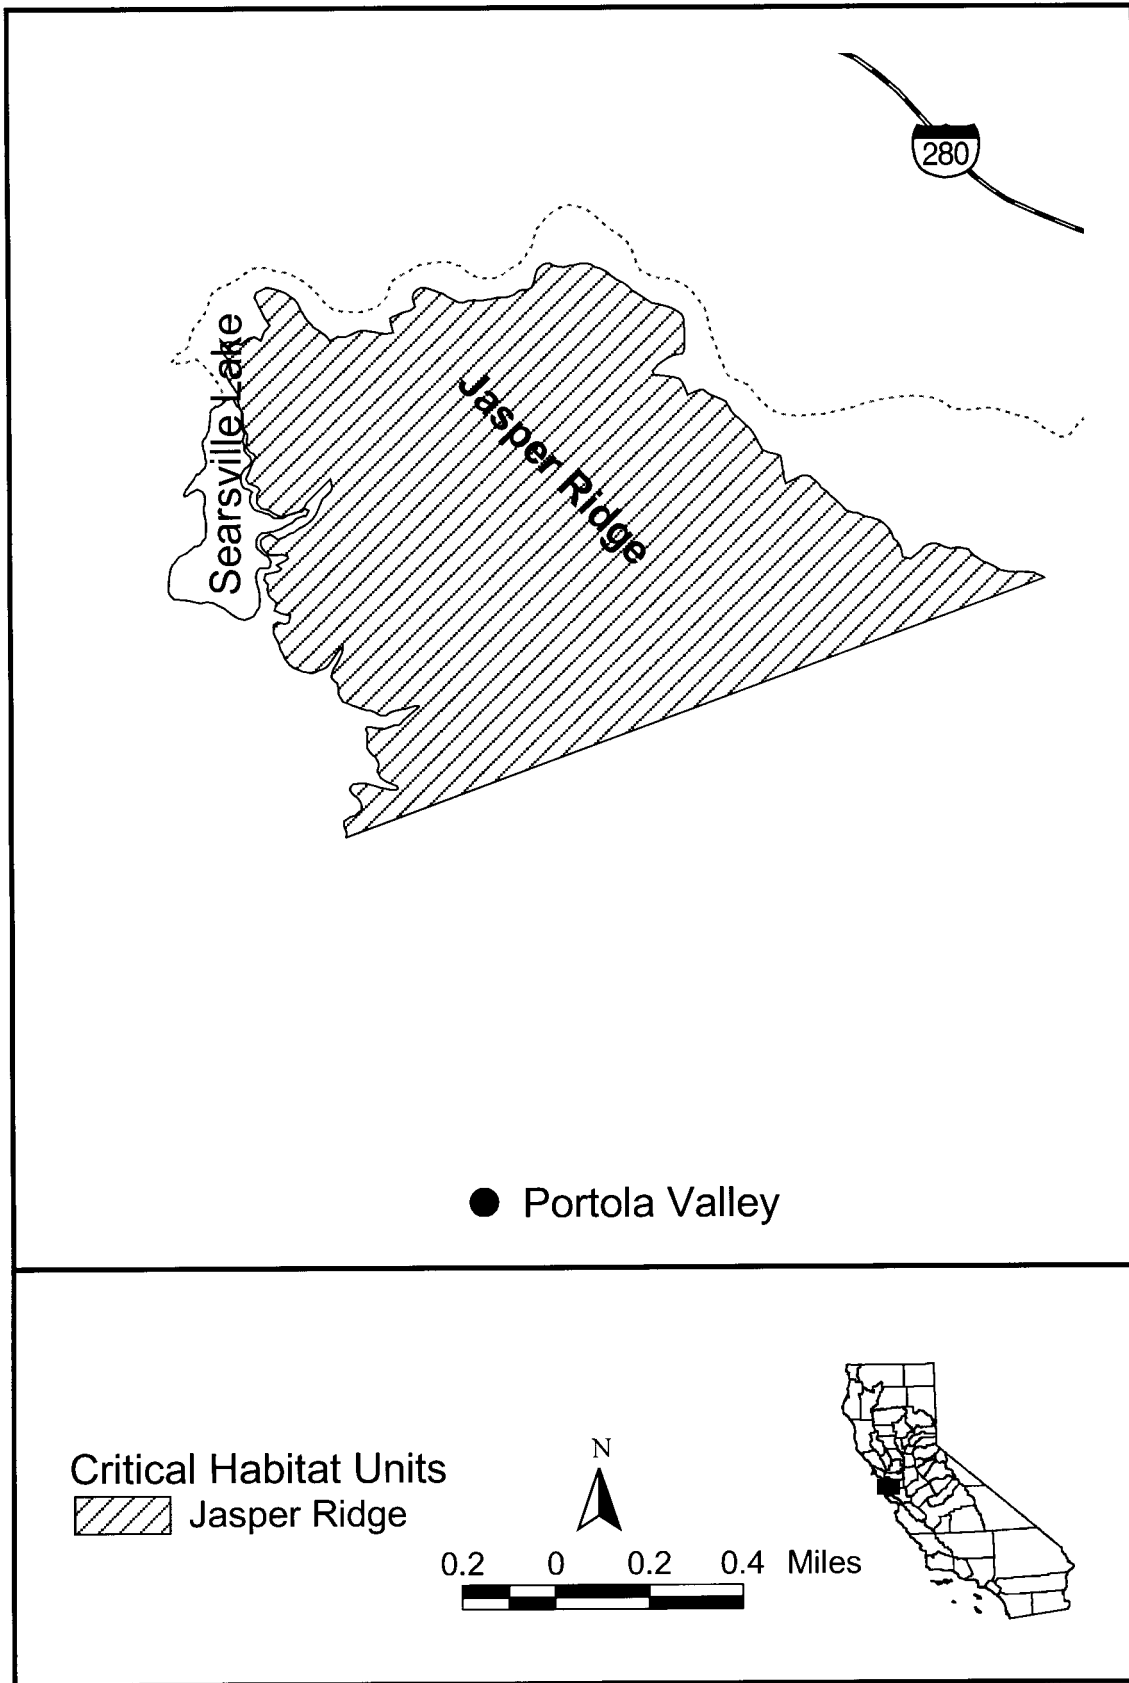 280
Searsville Lake
Jasper Ridge
Portola Valley
Critical Habitat Units
Jasper Ridge
N
0.2 0 0.2 0.4 Miles